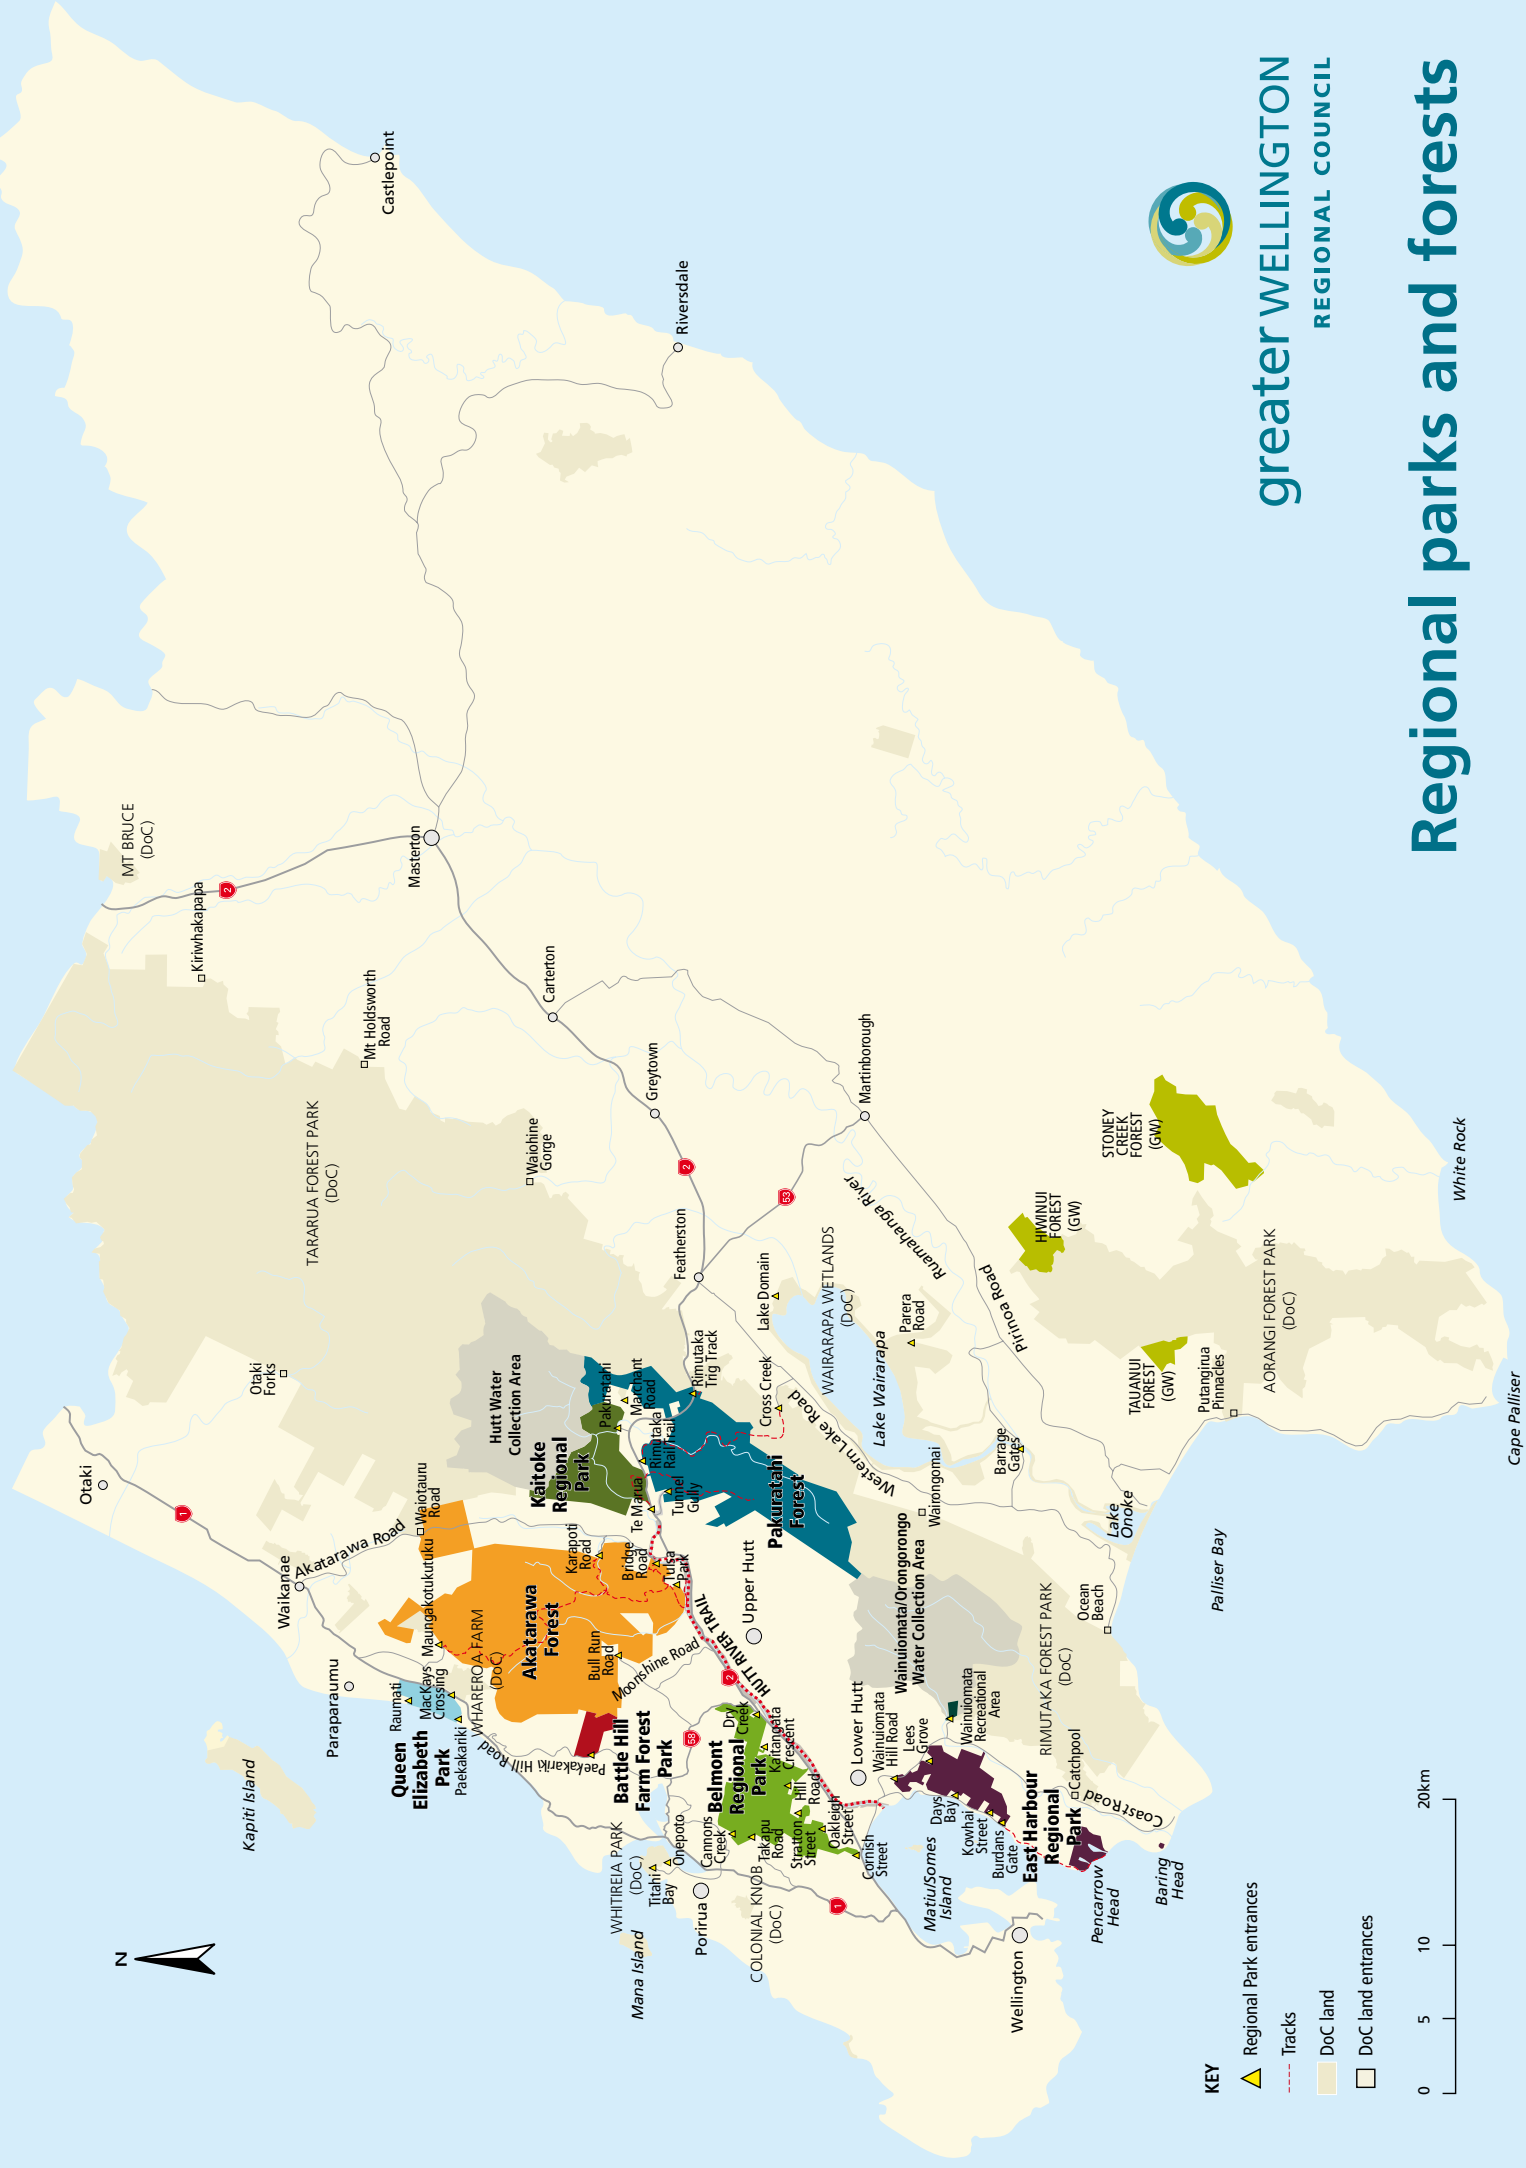 greater WELLINGTON
REGIONAL COUNCIL
Regional parks and forests
N
Kapiti Island
Otaki
1
Waikanae
Akatarawa Road
Paraparaumu
Otaki
Forks
TARARUA FOREST PARK
(DoC)
Kiriwhakapapa
MT BRUCE
(DoC)
2
Mt Holdsworth
Road
Masterton
Castlepoint
Riversdale
Carterton
Greytown
Waiohine
Gorge
2
Featherston
53
Martinborough
Raumati
MacKays
Crossing
Queen
Elizabeth
Park
Paekakariki
WHAREROA FARM
(DoC)
Maungakotukutuku
Waiotauru
Road
Akatarawa
Forest
Karapoti
Road
Bridge
Road
Tulsa
Park
Bull Run
Road
Moonshine Road
Paekakariki Hill Road
Battle Hill
Farm Forest
Park
Hutt Water
Collection Area
Kaitoke
Regional
Park
Pakuratahi
Marchant
Road
Te Marua
Tunnel
Gully
Rimutaka
Rail Trail
Rimutaka
Trig Track
Cross Creek
Pakuratahi
Forest
Upper Hutt
HUTT RIVER TRAIL
2
58
Dry
Creek
Belmont
Regional
Park
Kaitangata
Crescent
Hill
Road
Stratton
Street
Oakleigh
Street
Cornish
Street
Takapu
Road
Cannons
Creek
Onepoto
Titahi
Bay
WHITIREIA PARK
(DoC)
Mana Island
Porirua
COLONIAL KNOB
(DoC)
1
Wellington
Matiu/Somes
Island
Lower Hutt
Wainuiomata
Hill Road
Lees
Grove
Wainuiomata
Recreational
Area
Days
Bay
Kowhai
Street
Burdans
Gate
East Harbour
Regional
Park
Catchpool
Coast Road
Pencarrow
Head
Baring
Head
Wainuiomata/Orongorongo
Water Collection Area
RIMUTAKA FOREST PARK
(DoC)
Ocean
Beach
Wairongomai
Western Lake Road
Lake Domain
WAIRARAPA WETLANDS
(DoC)
Lake Wairarapa
Parera
Road
Ruamahanga River
Pirinoa Road
Barrage
Gates
Lake
Onoke
Palliser Bay
HIWINUI
FOREST
(GW)
STONEY
CREEK
FOREST
(GW)
TAUANUI
FOREST
(GW)
Putangirua
Pinnacles
AORANGI FOREST PARK
(DoC)
White Rock
Cape Palliser
KEY
Regional Park entrances
Tracks
DoC land
DoC land entrances
0 5 10 20km